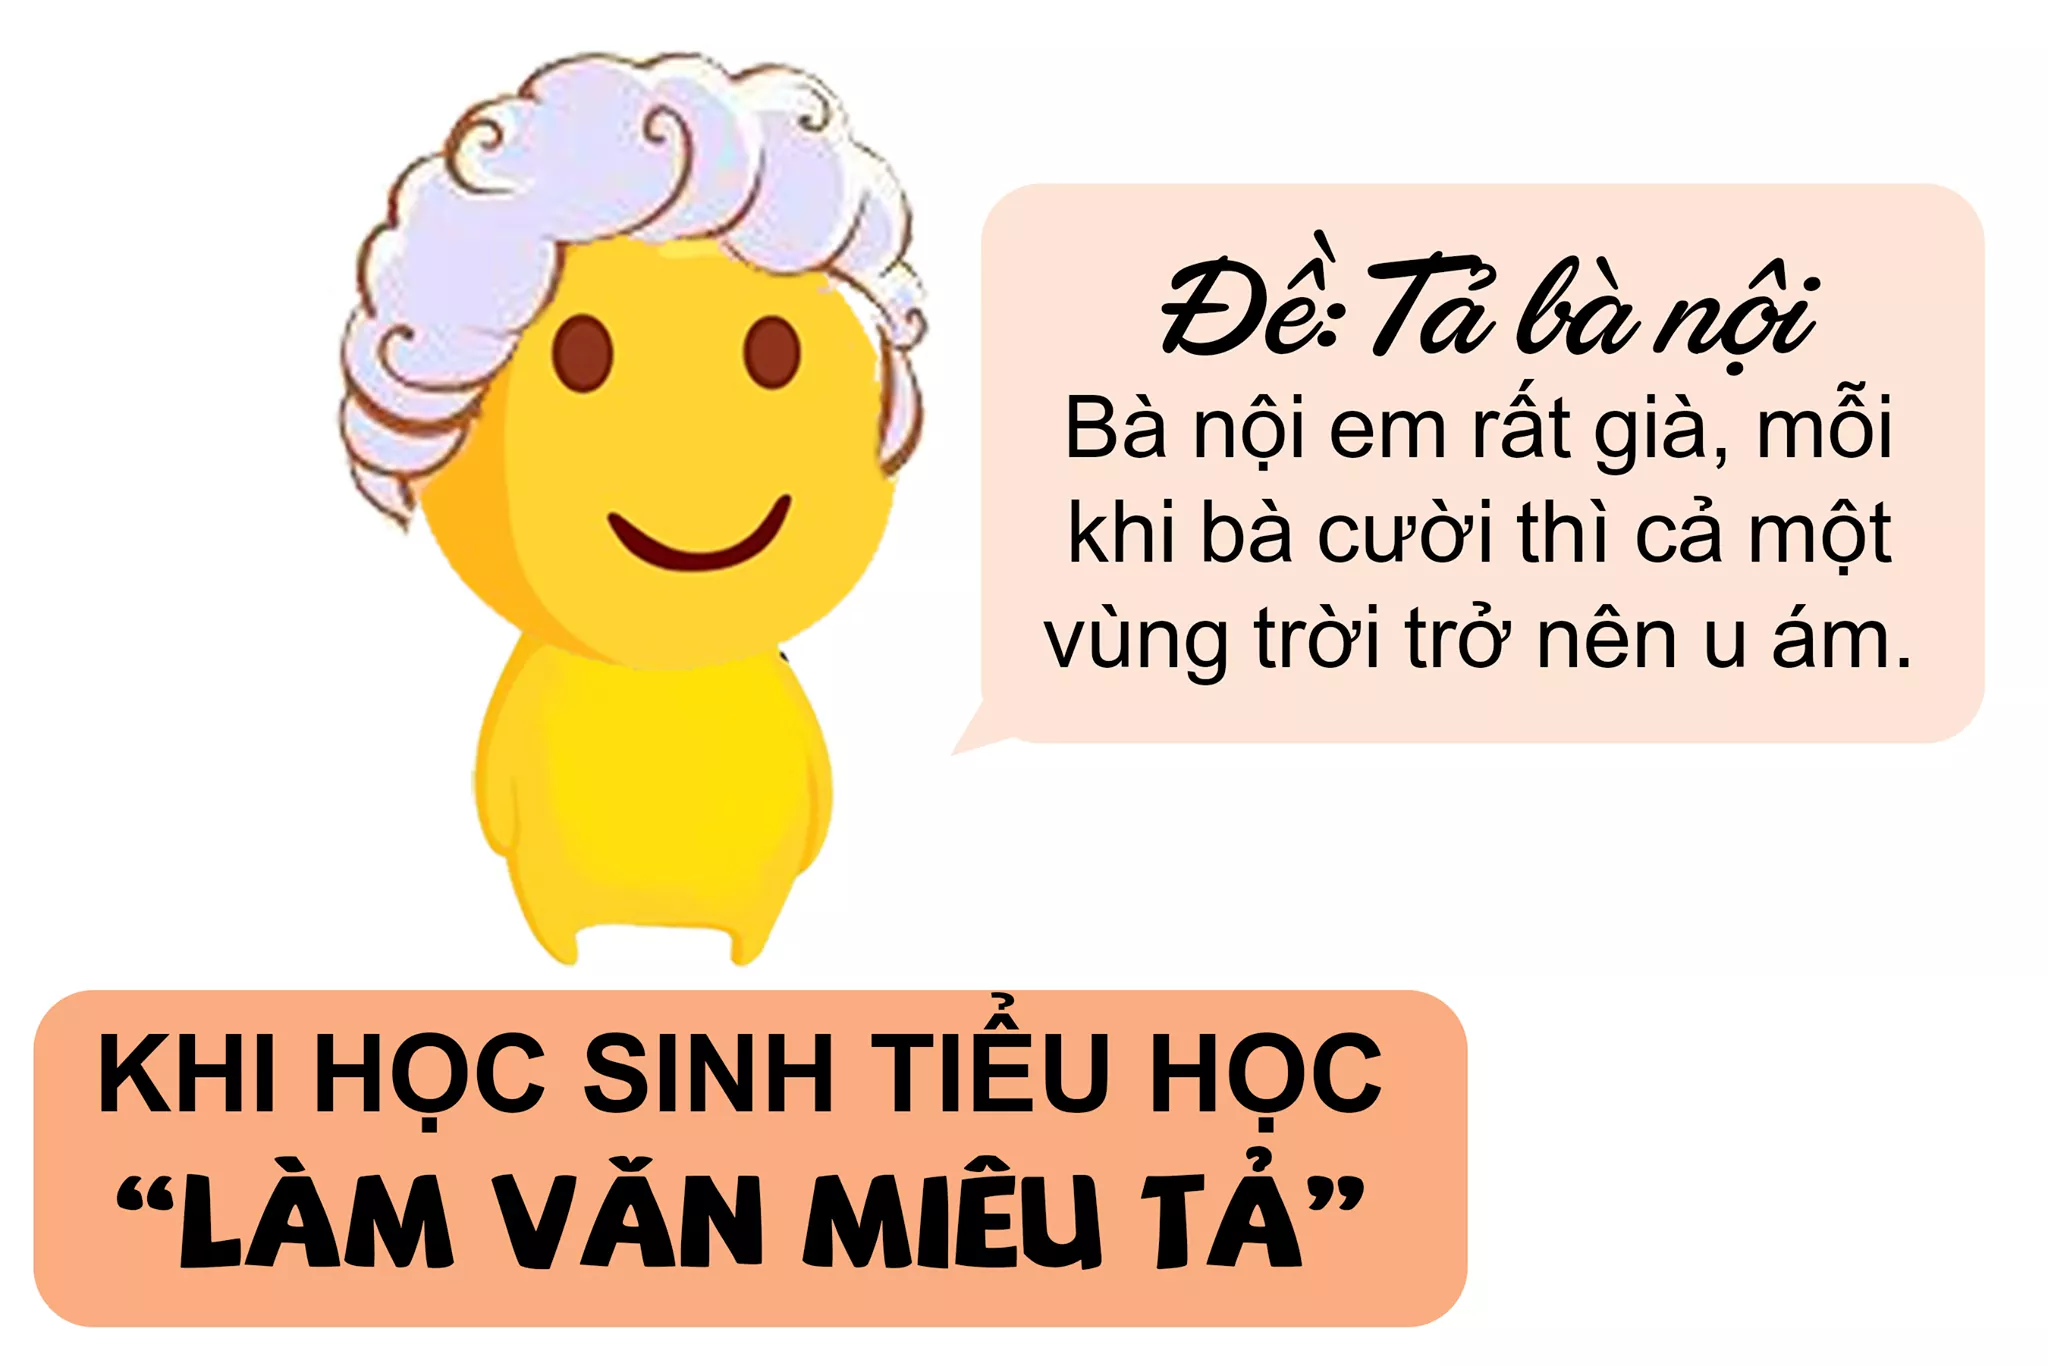 Đề: Tả bà nội
Bà nội em rất già, mỗi
khi bà cười thì cả một
vùng trời trở nên u ám.
KHI HỌC SINH TIỂU HỌC
“LÀM VĂN MIÊU TẢ”